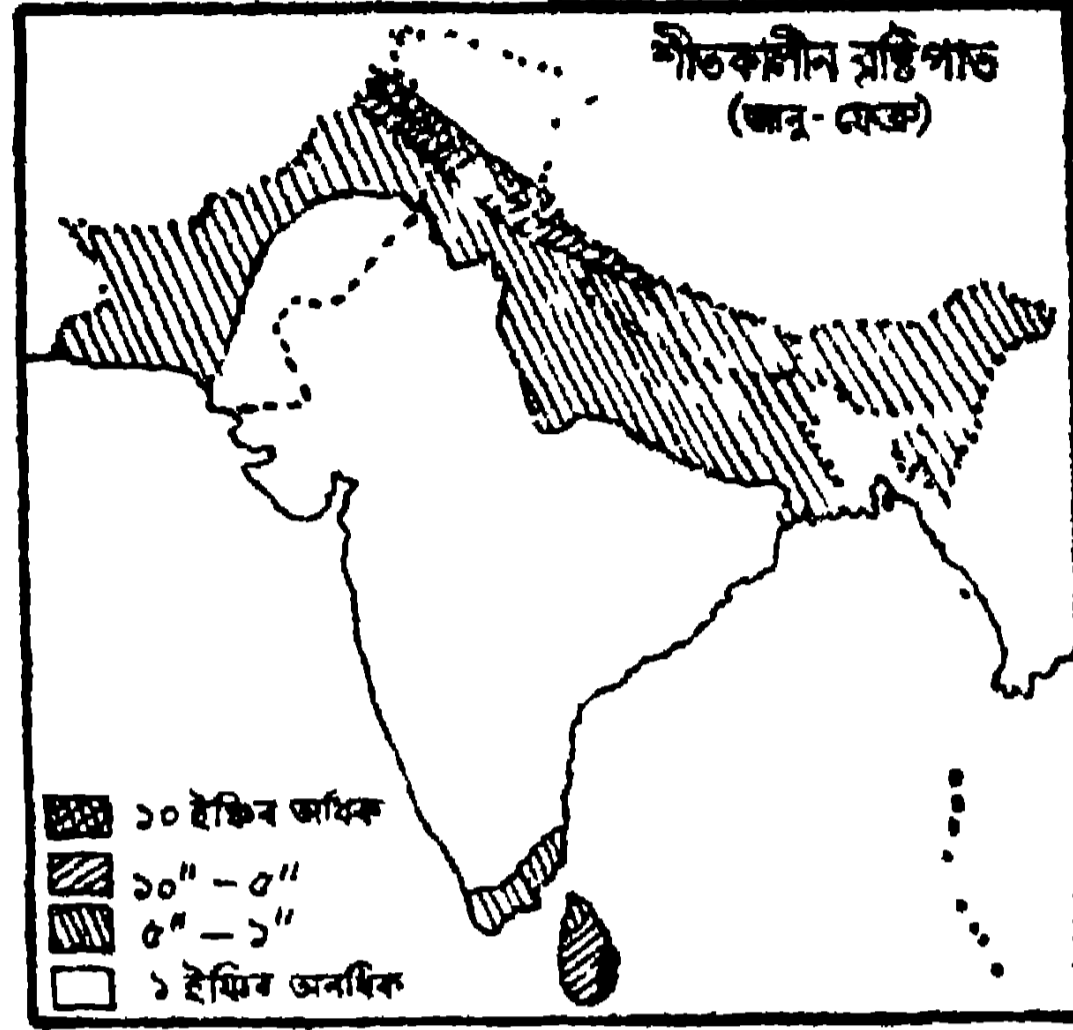 শীতকালীন বৃষ্টিপাত
(জানু - ফেব্রু)
১০ ইঞ্চির অধিক
১০" — ৫"
৫" — ১"
১ ইঞ্চির অনধিক